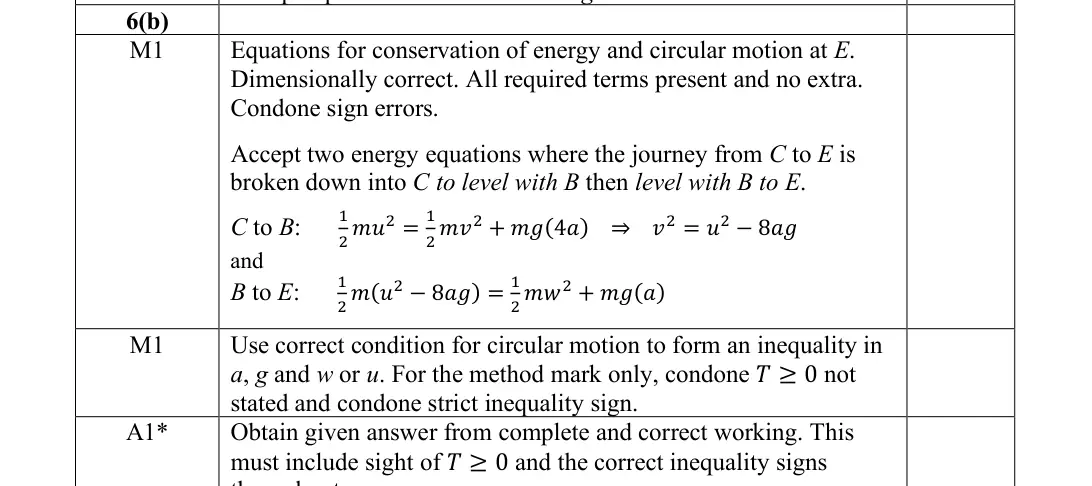 6(b)
M1
Equations for conservation of energy and circular motion at E.
Dimensionally correct. All required terms present and no extra.
Condone sign errors.
Accept two energy equations where the journey from C to E is
broken down into C to level with B then level with B to E.
C to B: ½mu² = ½mv² + mg(4a) ⇒ v² = u² − 8ag
and
B to E: ½m(u² − 8ag) = ½mw² + mg(a)
M1
Use correct condition for circular motion to form an inequality in
a, g and w or u. For the method mark only, condone T ≥ 0 not
stated and condone strict inequality sign.
A1*
Obtain given answer from complete and correct working. This
must include sight of T ≥ 0 and the correct inequality signs